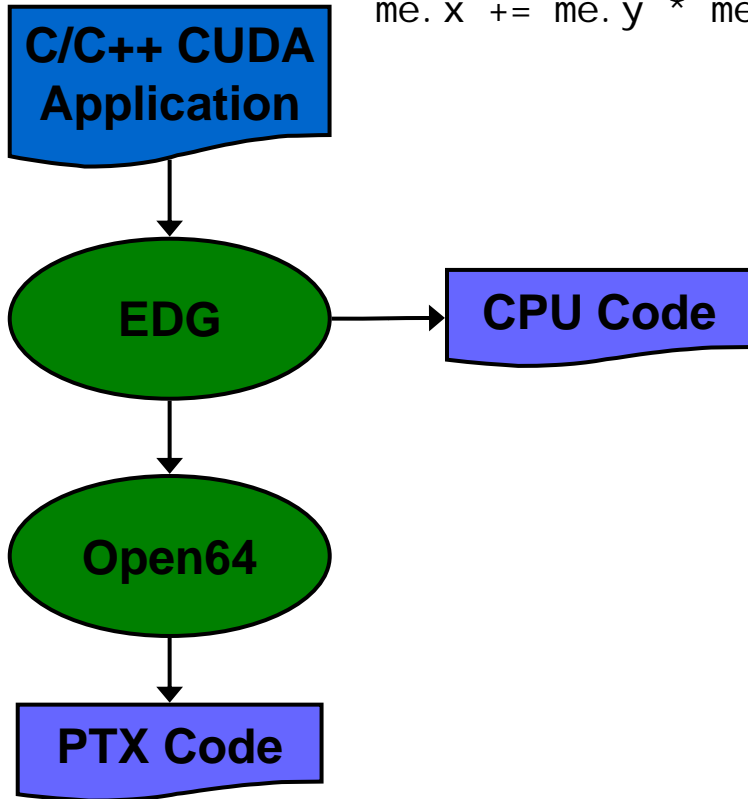 me.x += me.y * me
C/C++ CUDA
Application
EDG
CPU Code
Open64
PTX Code